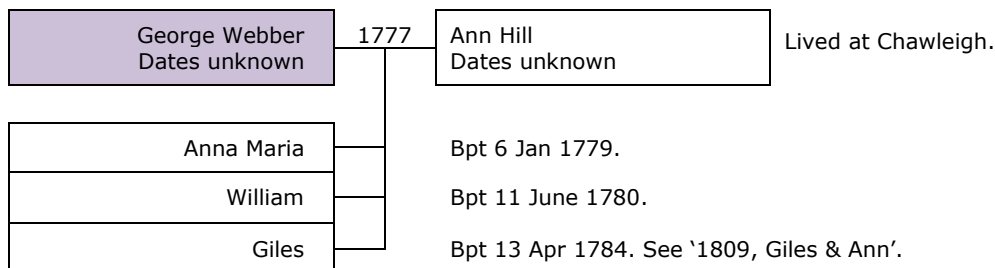 George Webber
Dates unknown
1777
Ann Hill
Dates unknown
Lived at Chawleigh.
Anna Maria
Bpt 6 Jan 1779.
William
Bpt 11 June 1780.
Giles
Bpt 13 Apr 1784. See ‘1809, Giles & Ann’.